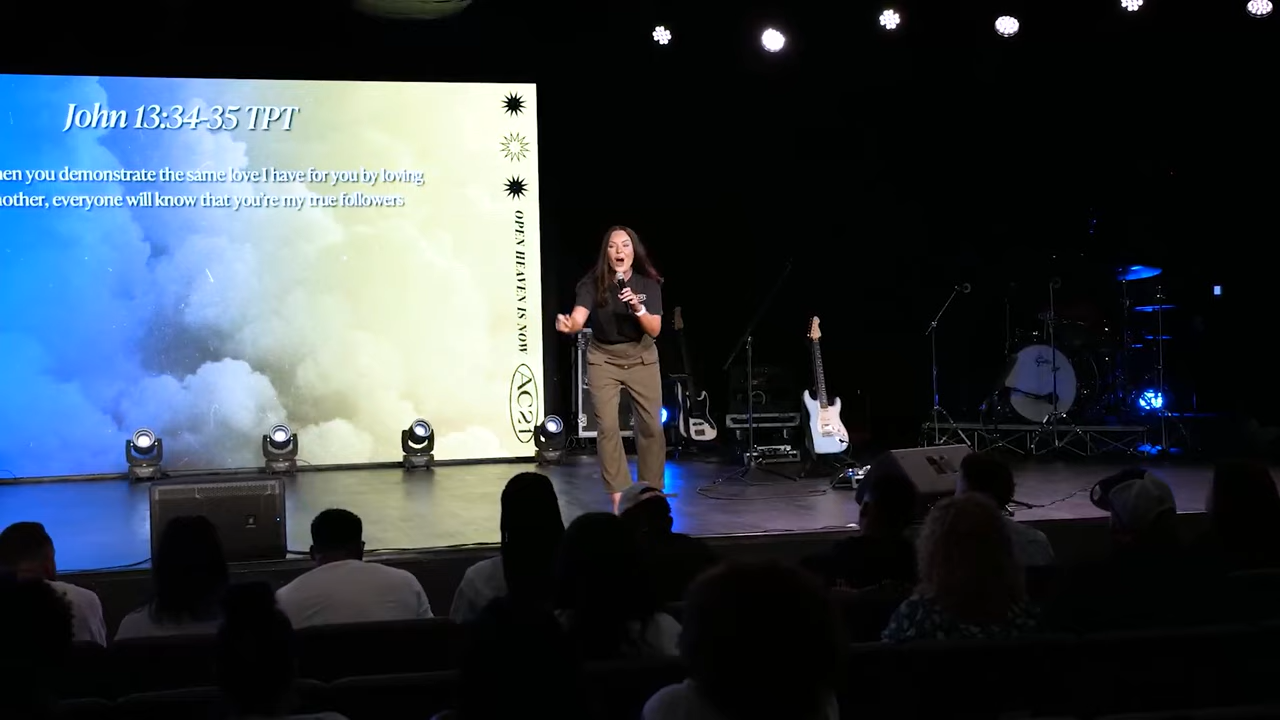 John 13:34-35 TPT
hen you demonstrate the same love I have for you by loving
nother, everyone will know that you're my true followers
OPEN HEAVEN IS NOW
ACSI